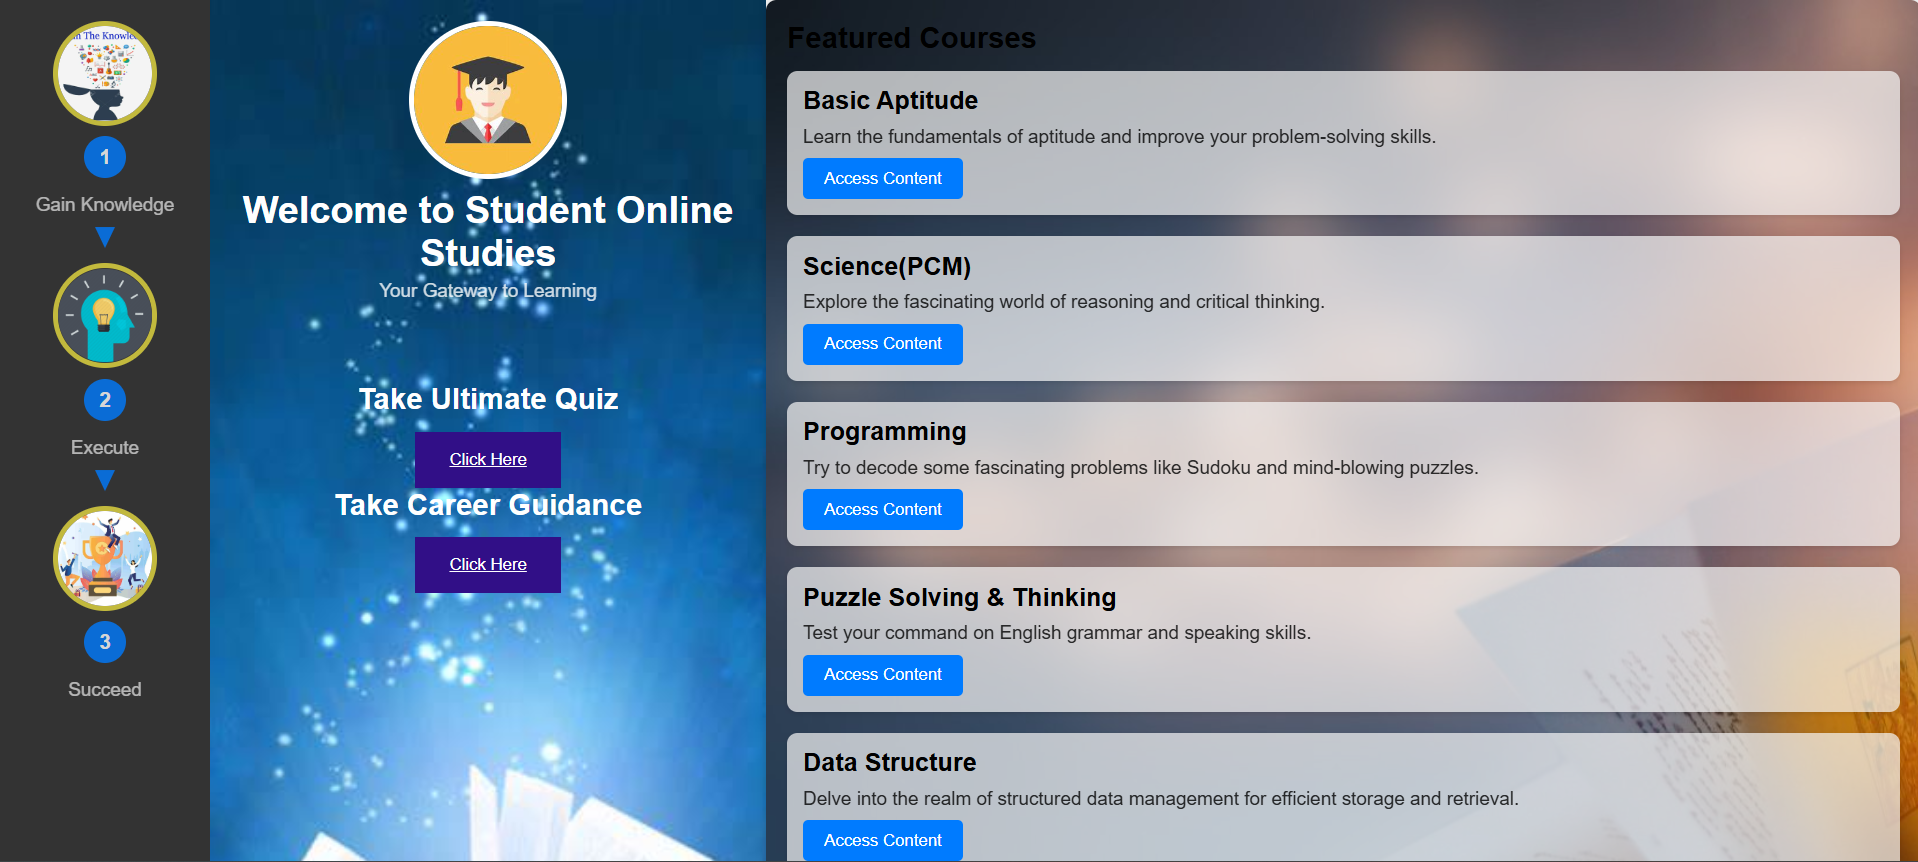 The Knowle
1
Gain Knowledge
2
Execute
3
Succeed
Welcome to Student Online
Studies
Your Gateway to Learning
Take Ultimate Quiz
Click Here
Take Career Guidance
Click Here
Featured Courses
Basic Aptitude
Learn the fundamentals of aptitude and improve your problem-solving skills.
Access Content
Science(PCM)
Explore the fascinating world of reasoning and critical thinking.
Access Content
Programming
Try to decode some fascinating problems like Sudoku and mind-blowing puzzles.
Access Content
Puzzle Solving & Thinking
Test your command on English grammar and speaking skills.
Access Content
Data Structure
Delve into the realm of structured data management for efficient storage and retrieval.
Access Content